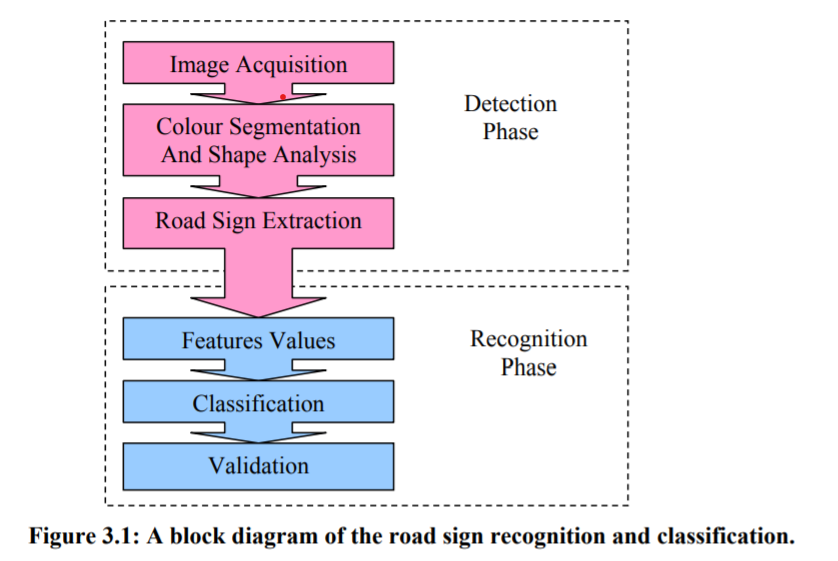 Image Acquisition
Detection
Phase
Colour Segmentation
And Shape Analysis
Road Sign Extraction
Features Values
Recognition
Phase
Classification
Validation
Figure 3.1: A block diagram of the road sign recognition and classification.